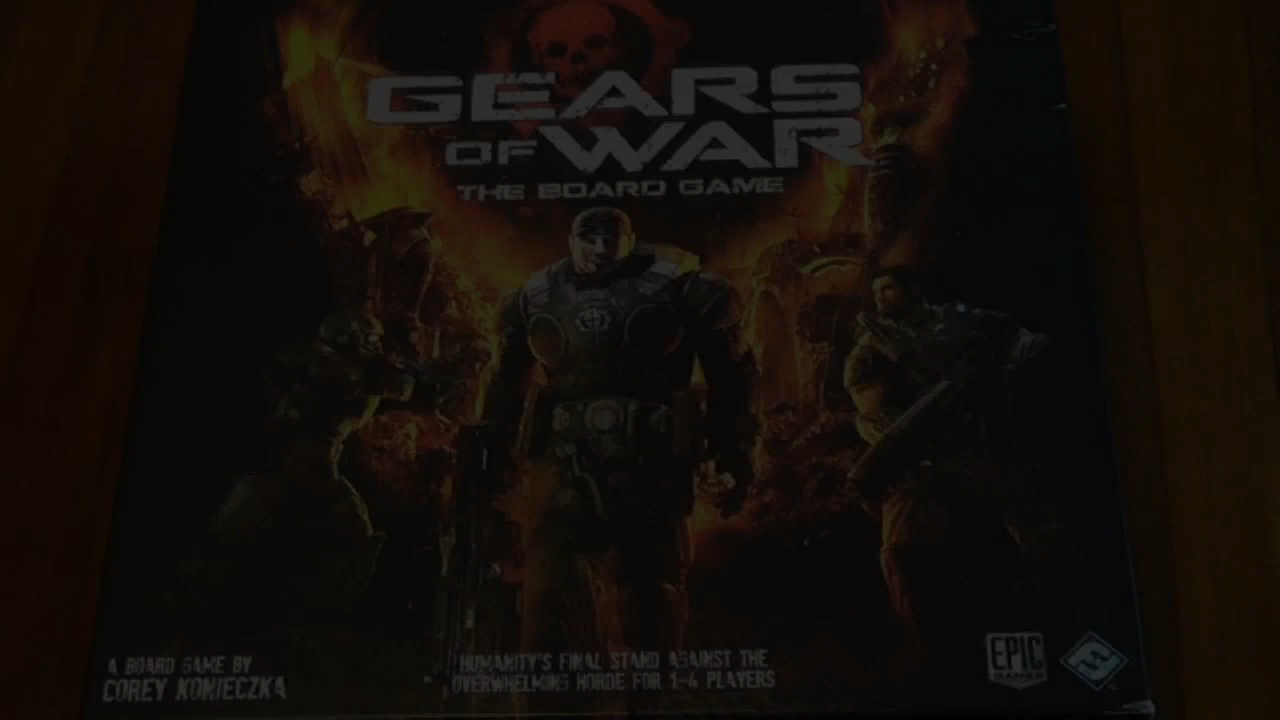 GEARS
OF WAR
THE BOARD GAME
A BOARD GAME BY
COREY KONIECZKA
HUMANITY'S FINAL STAND AGAINST THE
OVERWHELMING HORDE FOR 1-4 PLAYERS
EPIC
GAMES